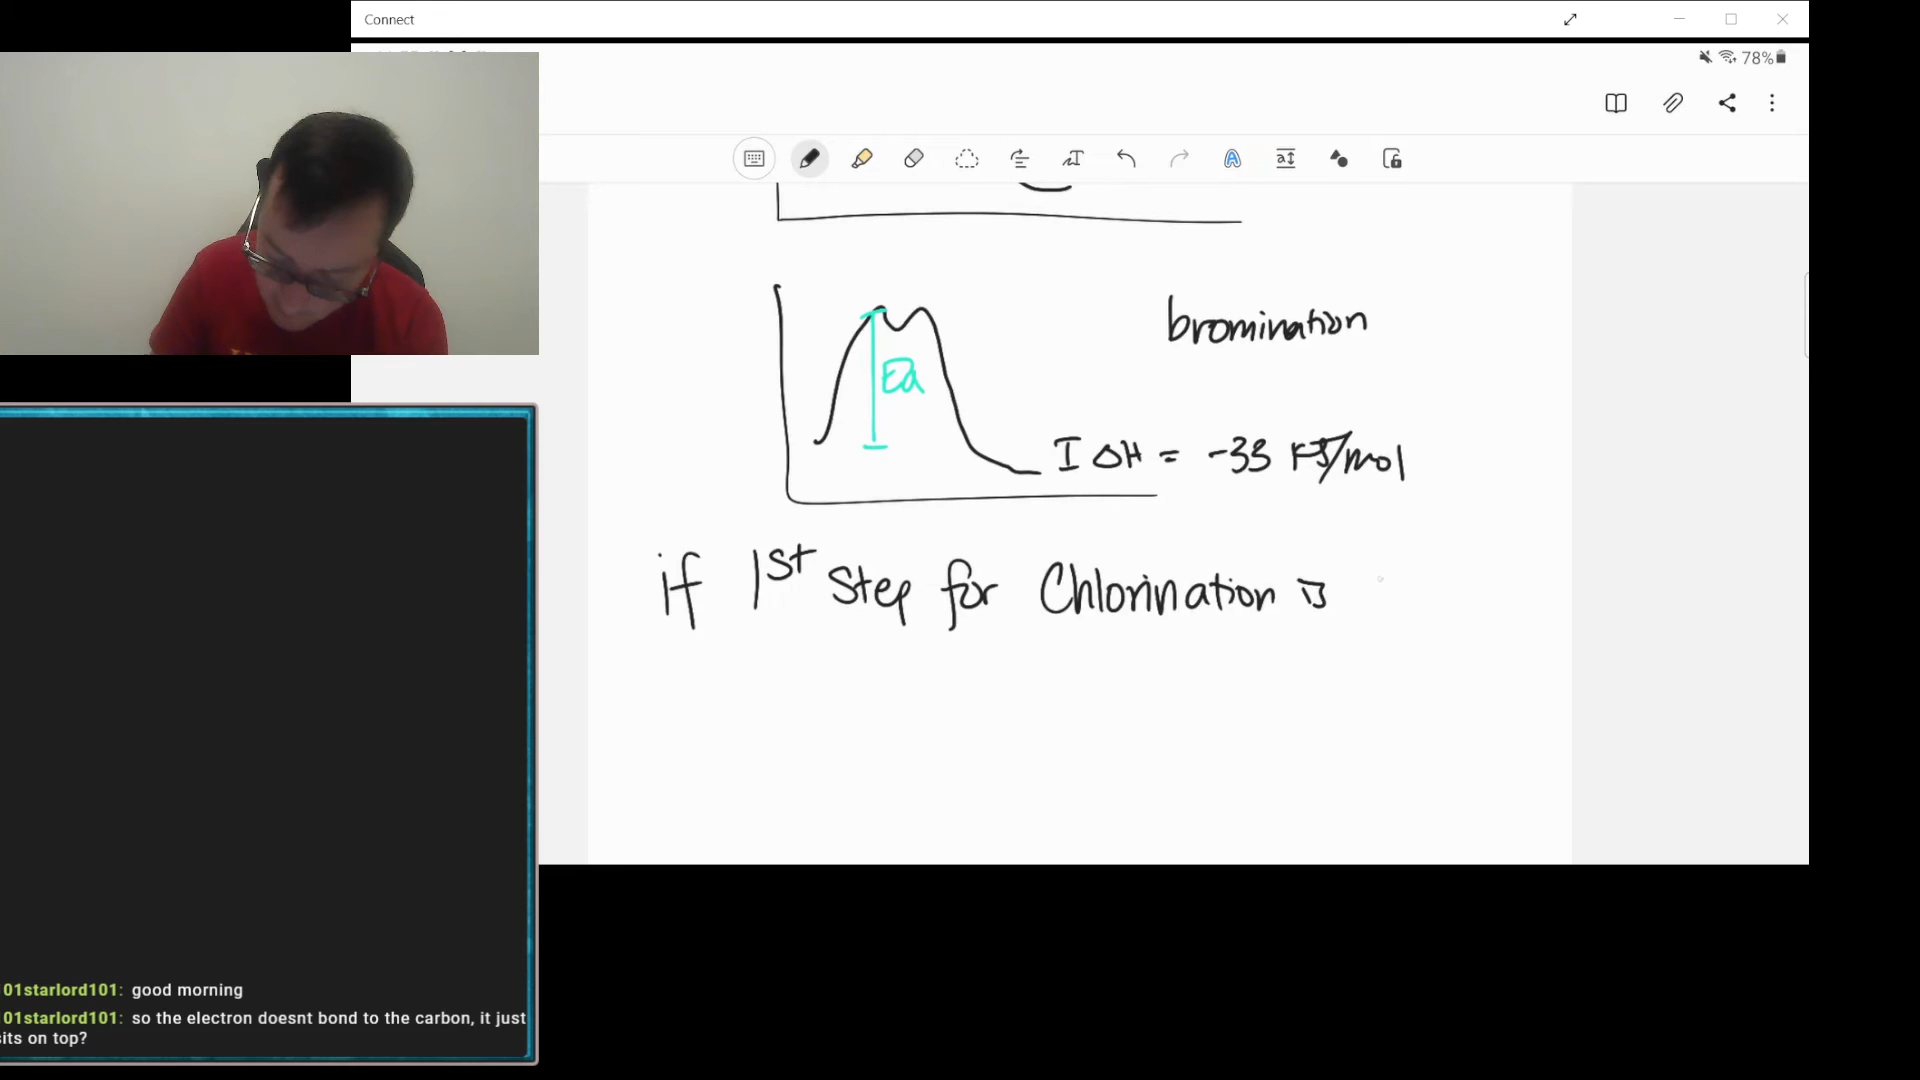 Connect
78%
bromination
Ea
I ΔH = -33 KJ/mol
if 1st step for Chlorination is
01starlord101: good morning
01starlord101: so the electron doesnt bond to the carbon, it just
sits on top?